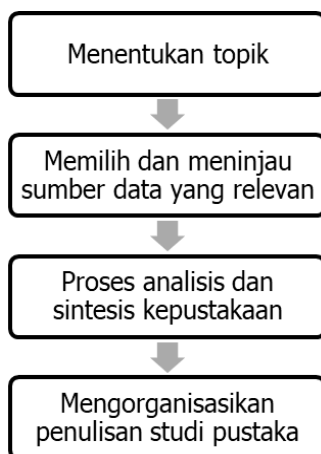 Menentukan topik
Memilih dan meninjau
sumber data yang relevan
Proses analisis dan
sintesis kepustakaan
Mengorganisasikan
penulisan studi pustaka